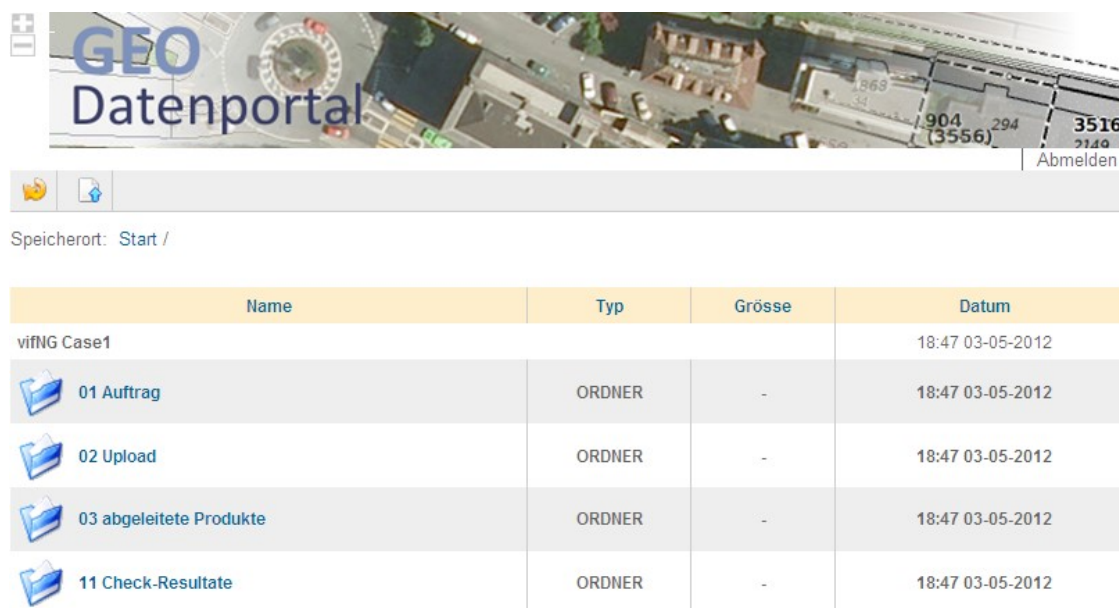 GEO
Datenportal
1868
34
904
(3556)
294
3516
2149
Abmelden
Speicherort: Start /
Name Typ Grösse Datum
vifNG Case1 18:47 03-05-2012
01 Auftrag ORDNER - 18:47 03-05-2012
02 Upload ORDNER - 18:47 03-05-2012
03 abgeleitete Produkte ORDNER - 18:47 03-05-2012
11 Check-Resultate ORDNER - 18:47 03-05-2012